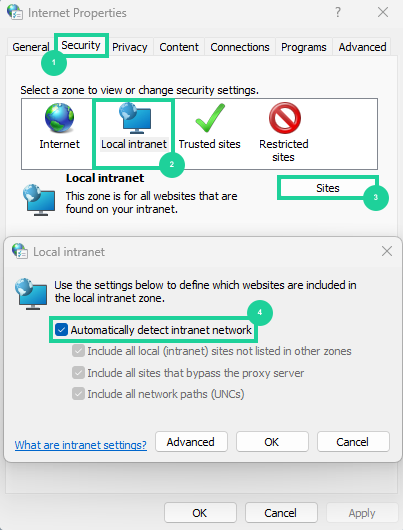 Internet Properties
?
General Security Privacy Content Connections Programs Advanced
1
Select a zone to view or change security settings.
Internet
Local intranet
Trusted sites
Restricted
sites
2
Local intranet
This zone is for all websites that are
found on your intranet.
Sites
3
Local intranet
Use the settings below to define which websites are included in
the local intranet zone.
4
Automatically detect intranet network
Include all local (intranet) sites not listed in other zones
Include all sites that bypass the proxy server
Include all network paths (UNCs)
What are intranet settings?
Advanced
OK
Cancel
OK
Cancel
Apply